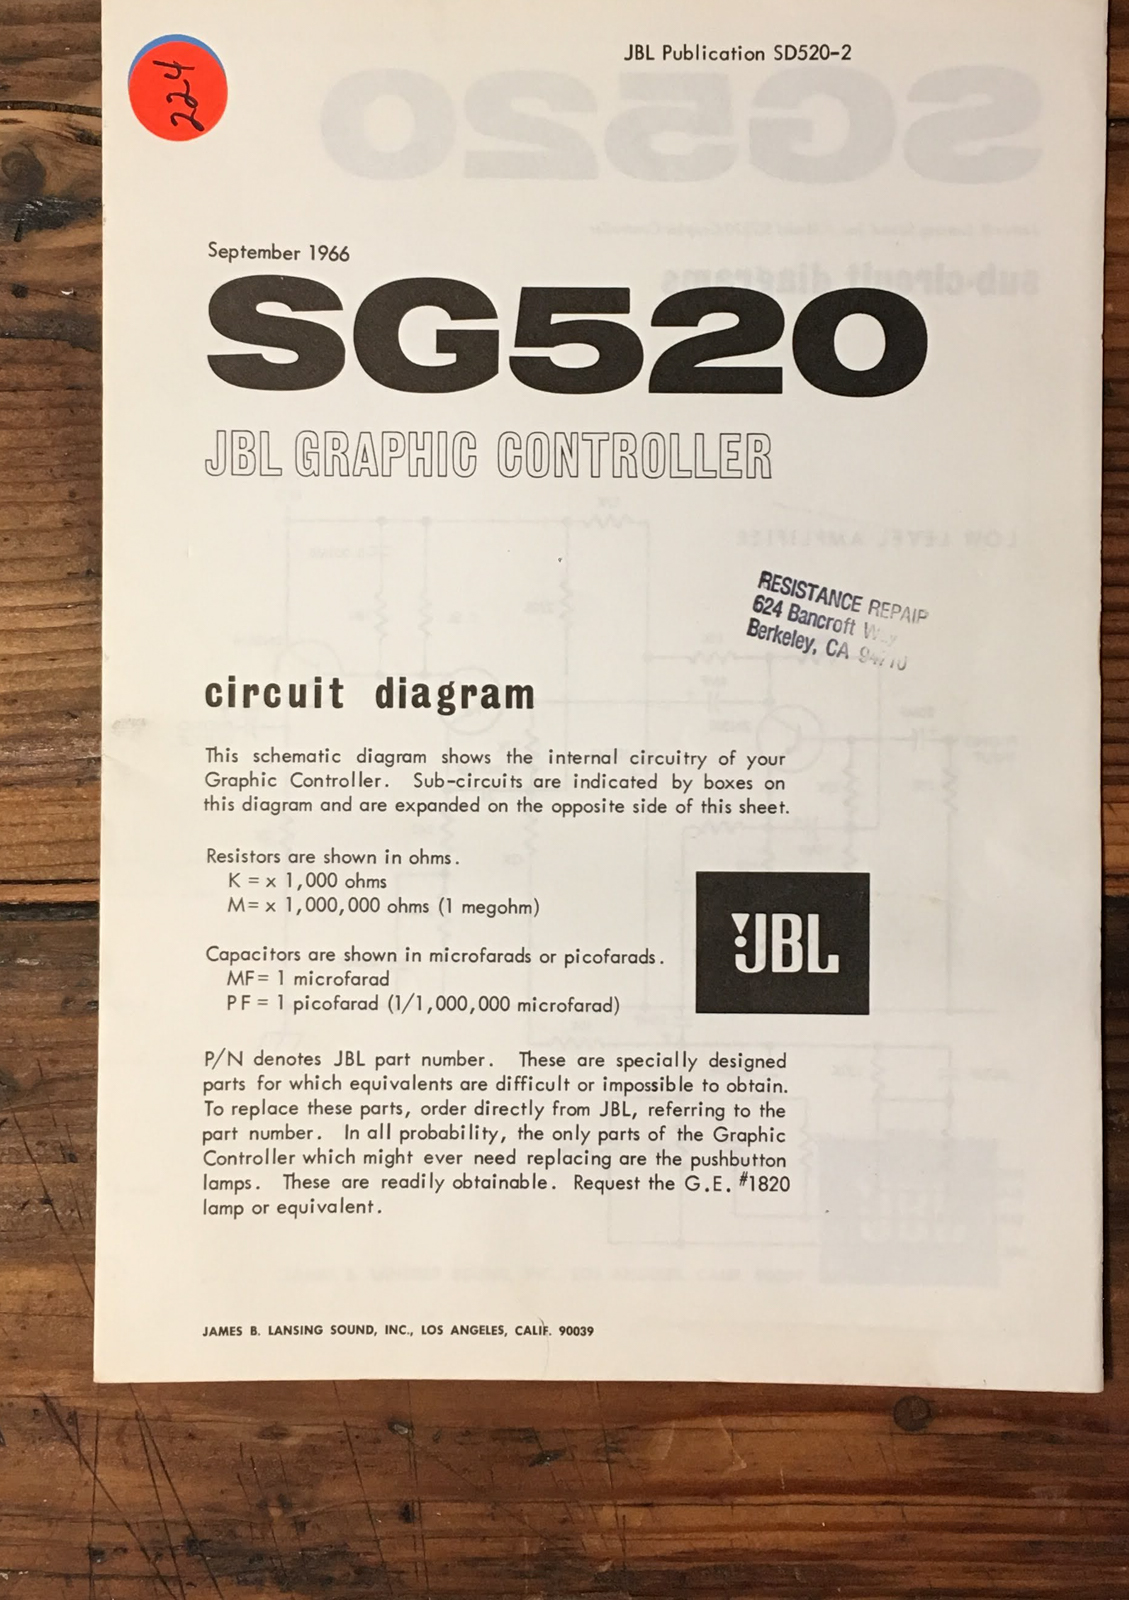 224
JBL Publication SD520-2
September 1966
SG520
JBL GRAPHIC CONTROLLER
RESISTANCE REPAIR
624 Bancroft
Berkeley, CA
circuit diagram
This schematic diagram shows the internal circuitry of your
Graphic Controller. Sub-circuits are indicated by boxes on
this diagram and are expanded on the opposite side of this sheet.
Resistors are shown in ohms.
K = x 1,000 ohms
M= x 1,000,000 ohms (1 megohm)
JBL
Capacitors are shown in microfarads or picofarads.
MF= 1 microfarad
PF = 1 picofarad (1/1,000,000 microfarad)
P/N denotes JBL part number. These are specially designed
parts for which equivalents are difficult or impossible to obtain.
To replace these parts, order directly from JBL, referring to the
part number. In all probability, the only parts of the Graphic
Controller which might ever need replacing are the pushbutton
lamps. These are readily obtainable. Request the G.E. #1820
lamp or equivalent.
JAMES B. LANSING SOUND, INC., LOS ANGELES, CALIF. 90039